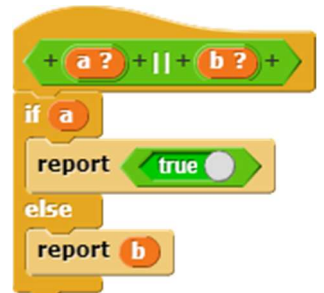 + a ? + || + b ? +
if a
report true
else
report b